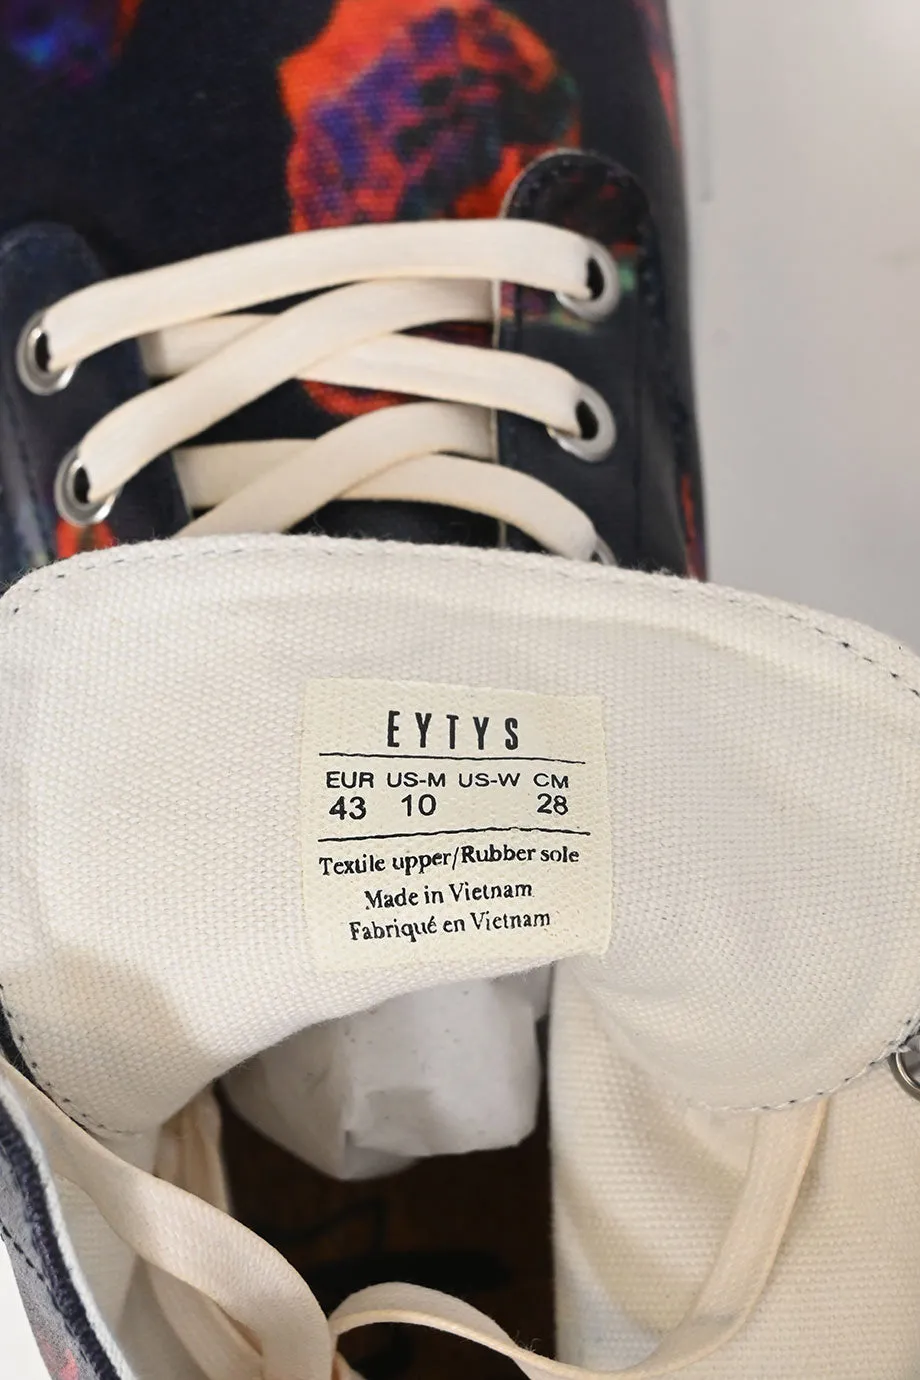 EYTYS
EUR US-M US-W CM
43 10 28
Textile upper/Rubber sole
Made in Vietnam
Fabriqué en Vietnam